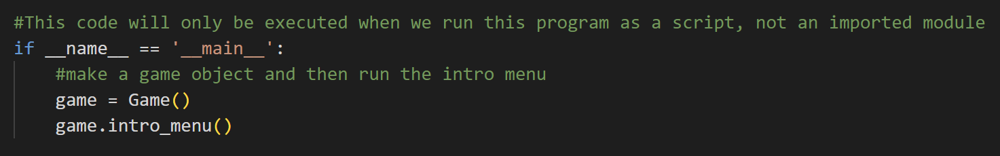 #This code will only be executed when we run this program as a script, not an imported module
if __name__ == '__main__':
    #make a game object and then run the intro menu
    game = Game()
    game.intro_menu()